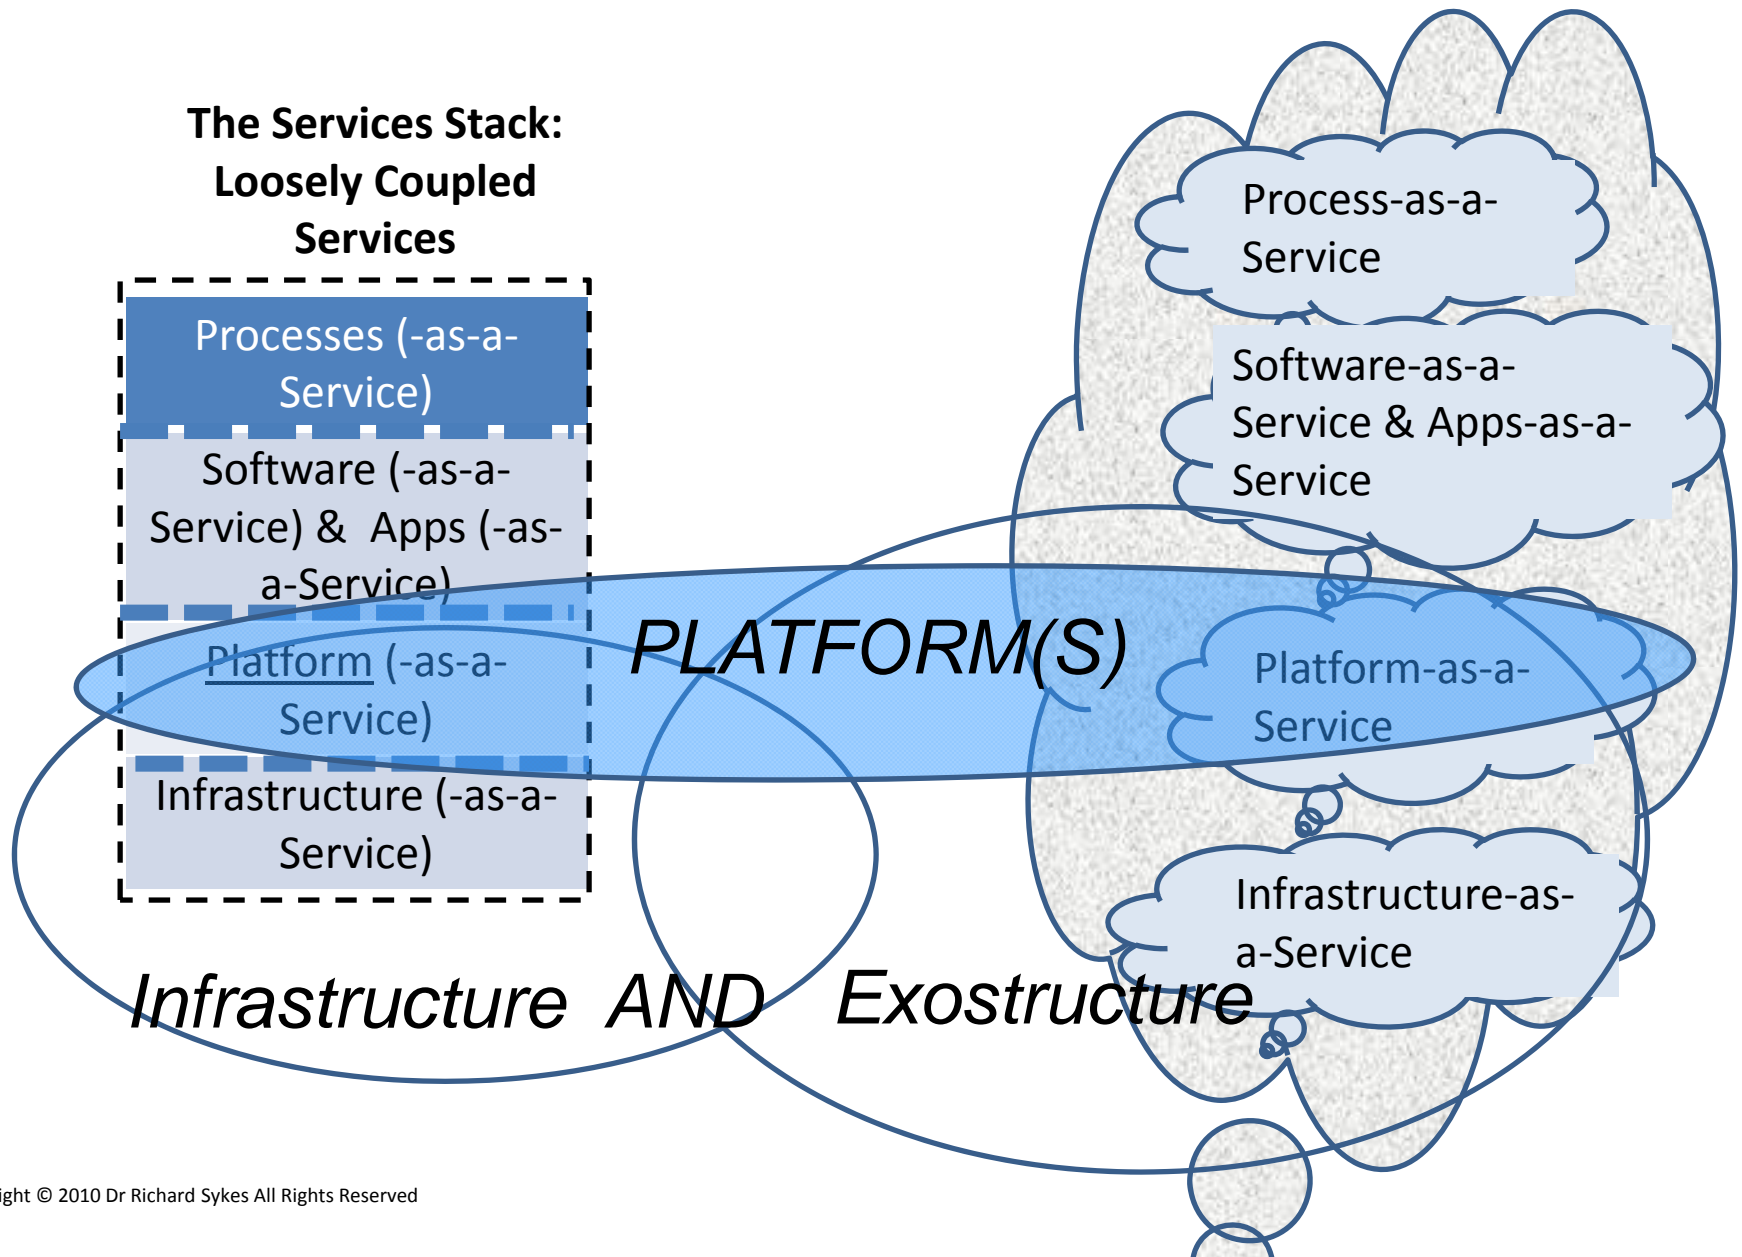 The Services Stack:
Loosely Coupled
Services
Processes (-as-a-
Service)
Software (-as-a-
Service) &  Apps (-as-
a-Service)
Platform (-as-a-
Service)
Infrastructure (-as-a-
Service)
PLATFORM(S)
Infrastructure  AND  Exostructure
Process-as-a-
Service
Software-as-a-
Service & Apps-as-a-
Service
Platform-as-a-
Service
Infrastructure-as-
a-Service
ight © 2010 Dr Richard Sykes All Rights Reserved